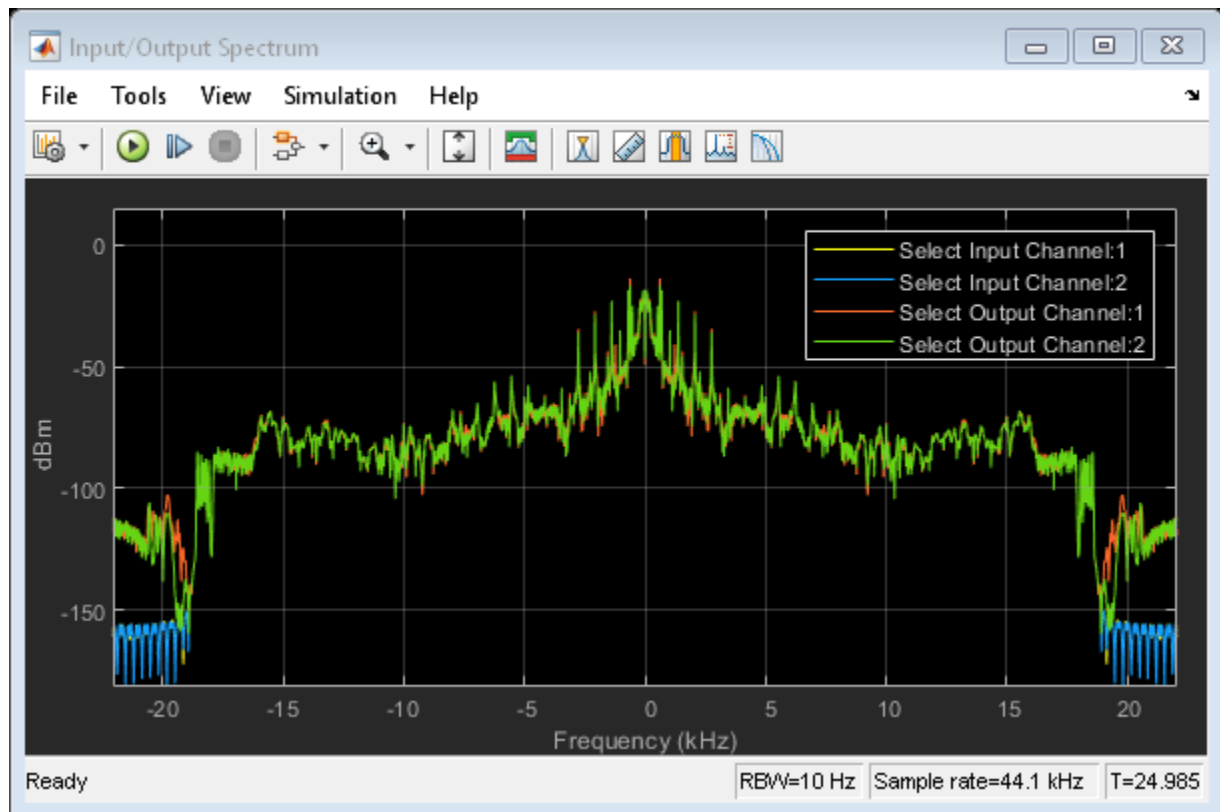 Input/Output Spectrum
File Tools View Simulation Help
0
-50
-100
-150
dBm
Select Input Channel:1
Select Input Channel:2
Select Output Channel:1
Select Output Channel:2
-20 -15 -10 -5 0 5 10 15 20
Frequency (kHz)
Ready RBW=10 Hz Sample rate=44.1 kHz T=24.985